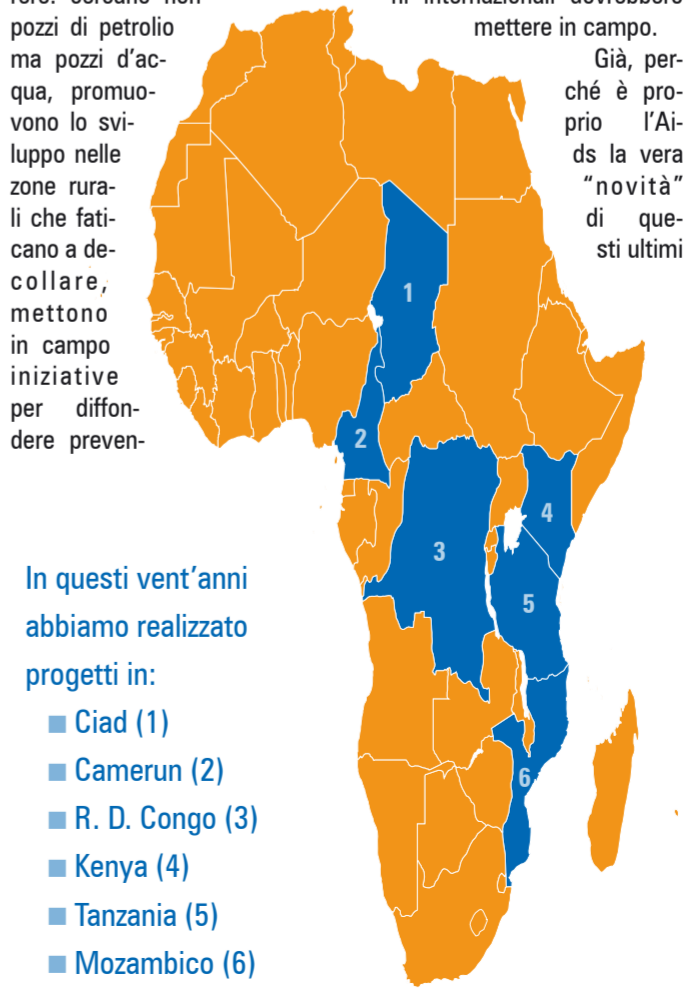 pozzi di petrolio
ma pozzi d'ac-
qua, promuo-
vono lo svi-
luppo nelle
zone rura-
li che fati-
cano a de-
collare,
mettono
in campo
iniziative
per diffon-
dere preven-
mettere in campo.
Già, per-
ché è pro-
prio l'Ai-
ds la vera
“novità”
di que-
sti ultimi
1
2
3
4
5
6
In questi vent'anni
abbiamo realizzato
progetti in:
Ciad (1)
Camerun (2)
R. D. Congo (3)
Kenya (4)
Tanzania (5)
Mozambico (6)